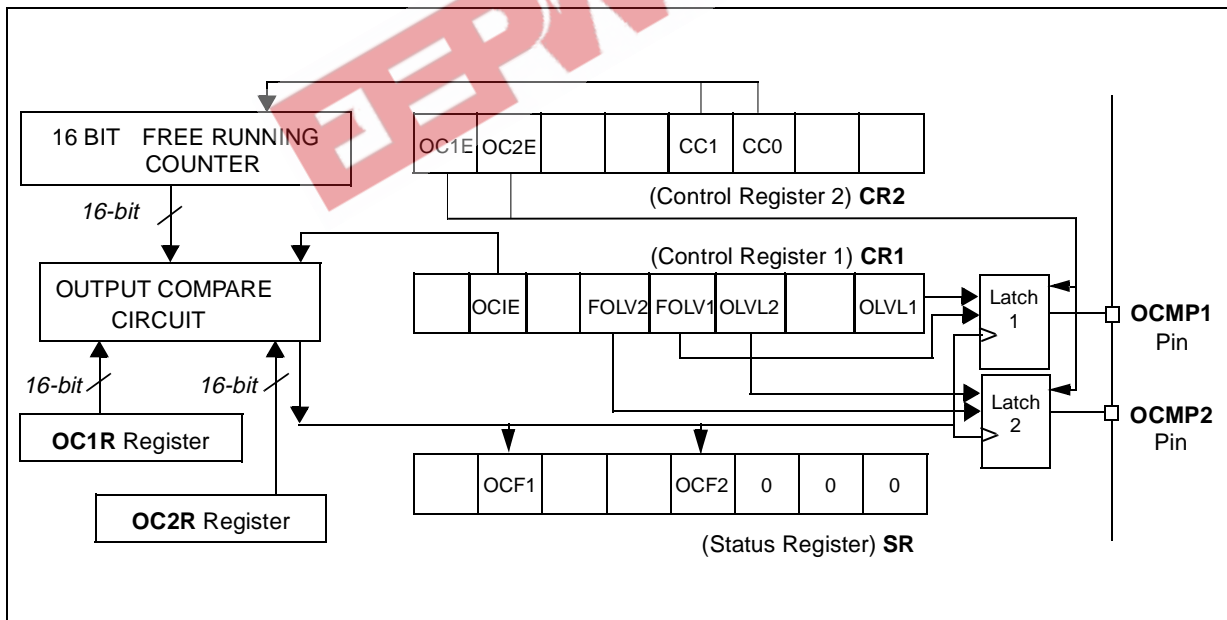 EEPW
16 BIT FREE RUNNING
COUNTER
OC1E OC2E CC1 CC0
(Control Register 2) CR2
16-bit
(Control Register 1) CR1
OUTPUT COMPARE
CIRCUIT
OCIE FOLV2 FOLV1 OLVL2 OLVL1
Latch
1
OCMP1
Pin
16-bit 16-bit
Latch
2
OCMP2
Pin
OC1R Register
OCF1 OCF2 0 0 0
OC2R Register
(Status Register) SR